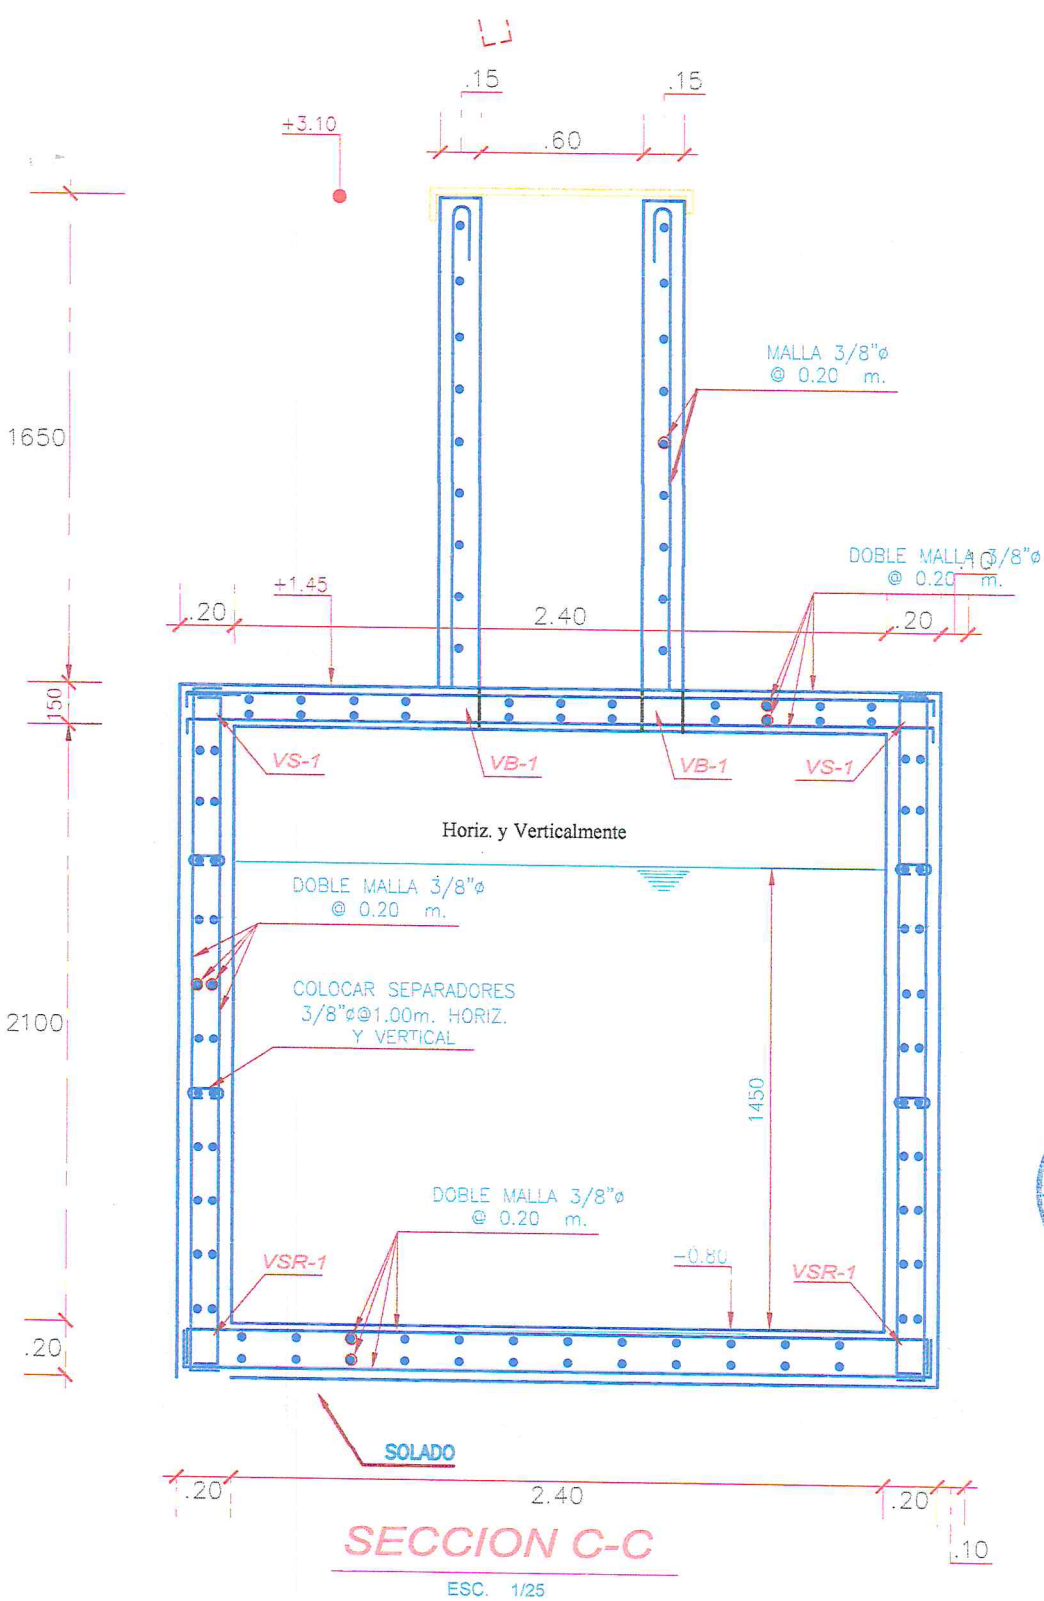 .15
.15
+3.10
.60
1650
MALLA 3/8"ø
@ 0.20 m.
DOBLE MALLA 3/8"ø
@ 0.20 m.
.10
+1.45
.20
2.40
.20
150
VS-1
VB-1
VB-1
VS-1
Horiz. y Verticalmente
DOBLE MALLA 3/8"ø
@ 0.20 m.
COLOCAR SEPARADORES
3/8"ø@1.00m. HORIZ.
Y VERTICAL
2100
1450
DOBLE MALLA 3/8"ø
@ 0.20 m.
VSR-1
-0.80
VSR-1
.20
SOLADO
.20
2.40
.20
.10
SECCION C-C
ESC. 1/25